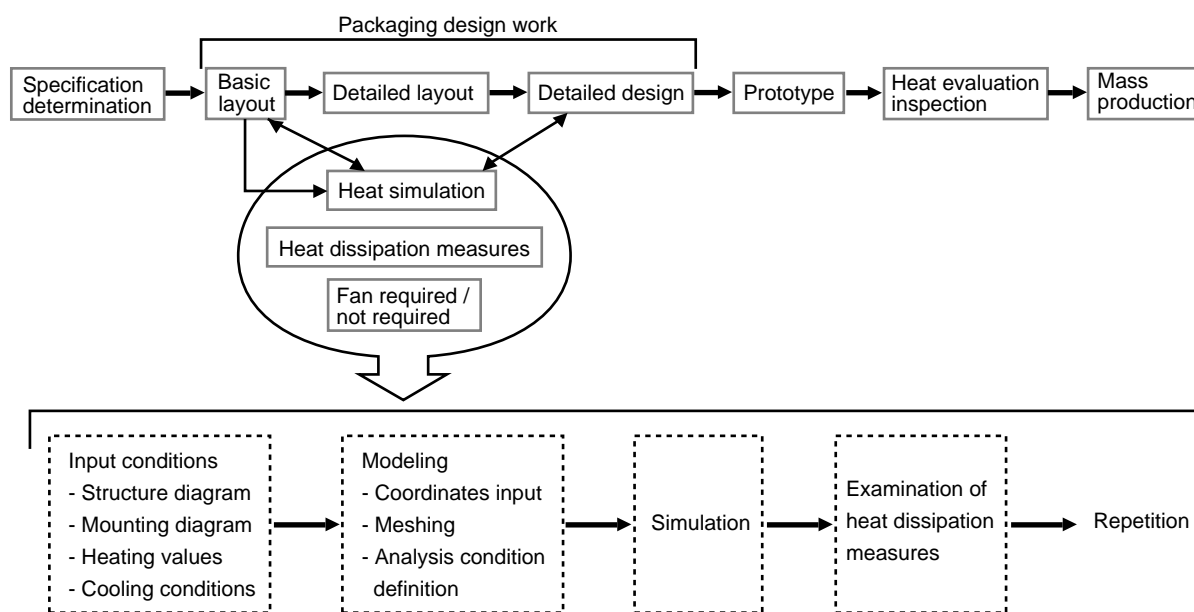 Packaging design work
Specification
determination
Basic
layout
Detailed layout
Detailed design
Prototype
Heat evaluation
inspection
Mass
production
Heat simulation
Heat dissipation measures
Fan required /
not required
Input conditions
- Structure diagram
- Mounting diagram
- Heating values
- Cooling conditions
Modeling
- Coordinates input
- Meshing
- Analysis condition
definition
Simulation
Examination of
heat dissipation
measures
Repetition